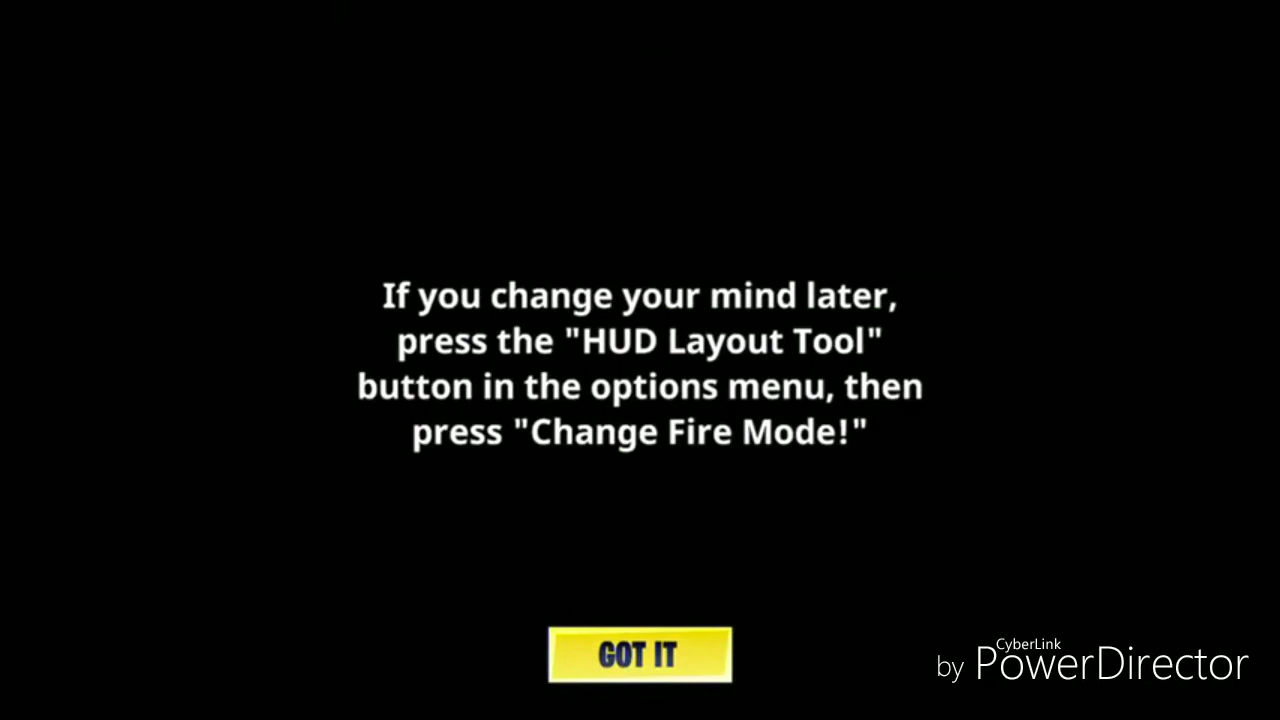 If you change your mind later,
press the "HUD Layout Tool"
button in the options menu, then
press "Change Fire Mode!"
GOT IT
CyberLink
by PowerDirector